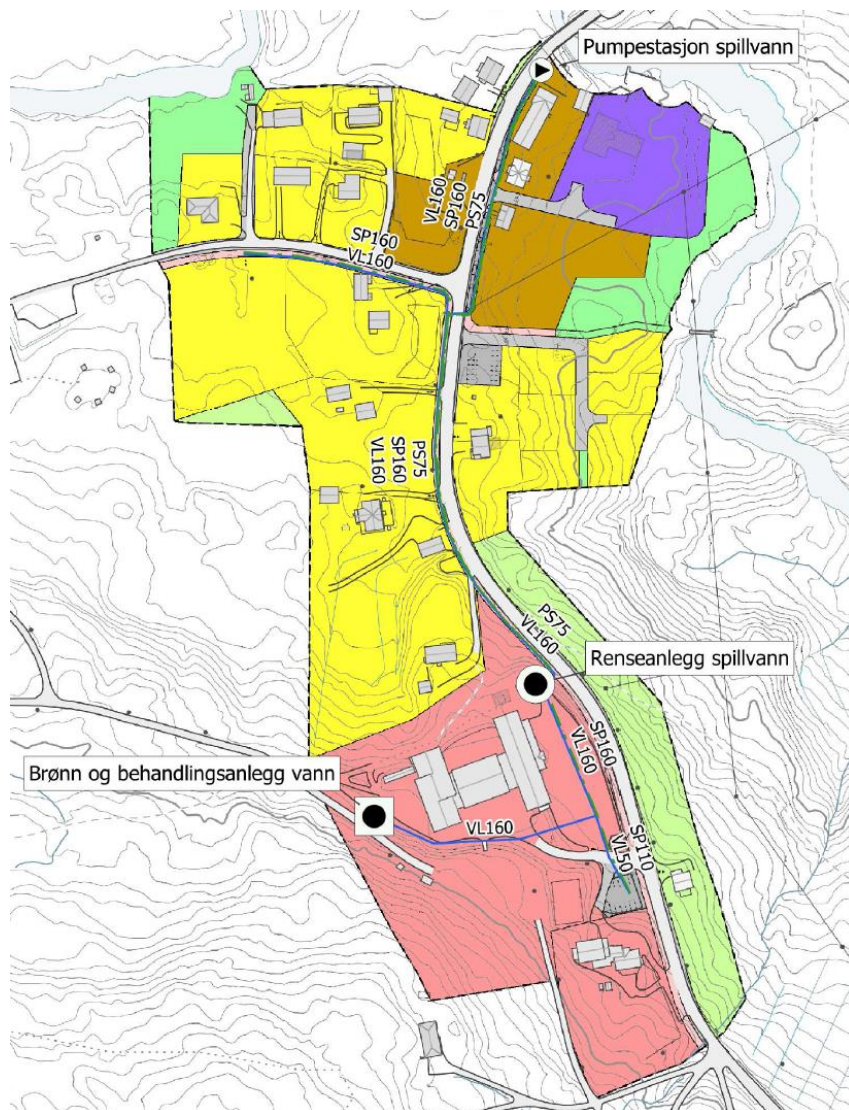 Pumpestasjon spillvann
VL160
SP160
PS75
SP160
VL160
PS75
SP160
VL160
PS75
VL160
Renseanlegg spillvann
SP160
VL160
Brønn og behandlingsanlegg vann
VL160
SP110
VL50